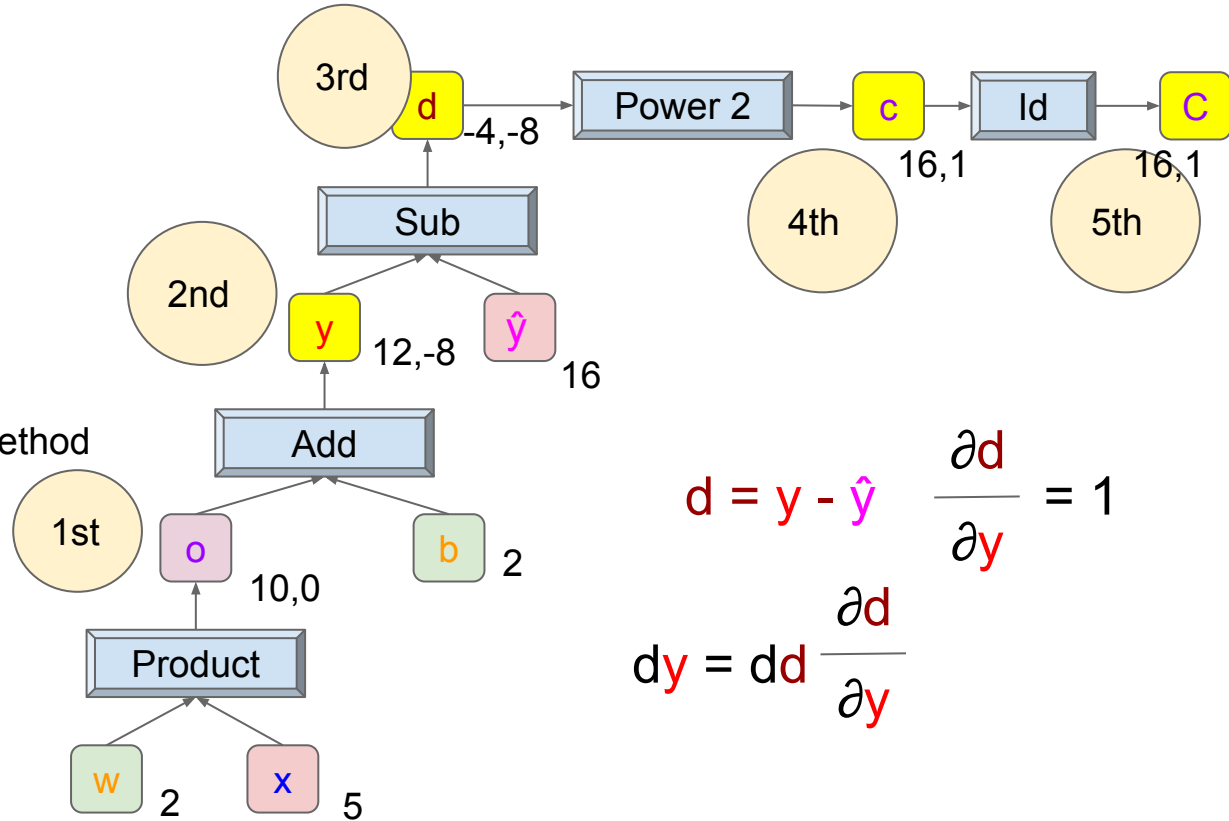 3rd
d
-4,-8
Power 2
c
16,1
Id
C
16,1
Sub
4th
5th
2nd
y
12,-8
ŷ
16
ethod
Add
1st
o
10,0
b
2
d = y - ŷ ∂d/∂y = 1
Product
dy = dd ∂d/∂y
w
2
x
5